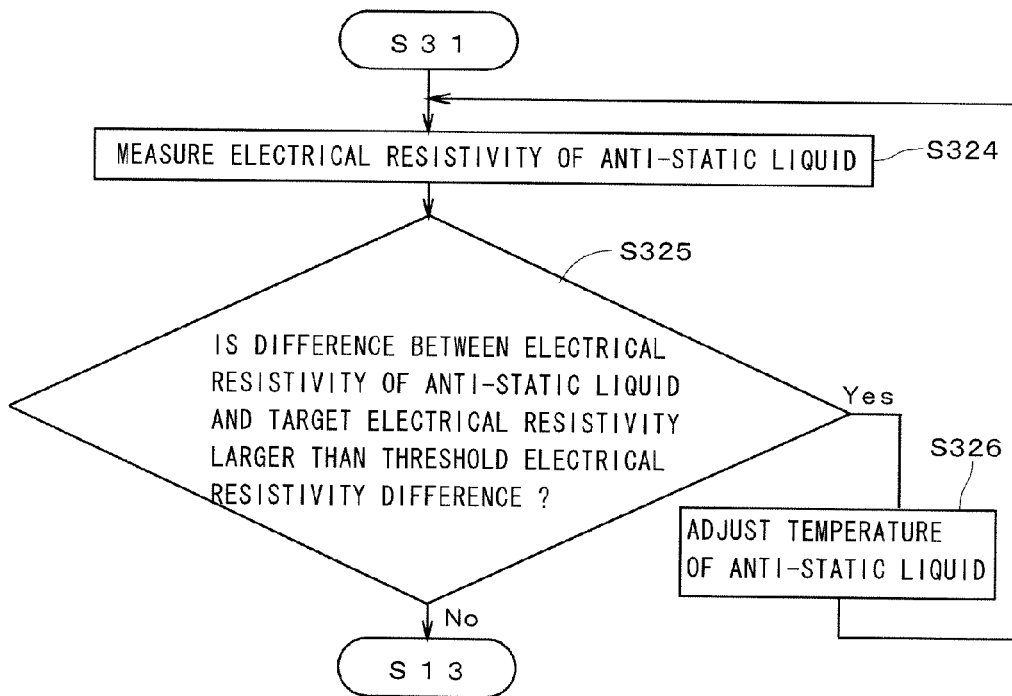 S31
MEASURE ELECTRICAL RESISTIVITY OF ANTI-STATIC LIQUID
S324
S325
IS DIFFERENCE BETWEEN ELECTRICAL
RESISTIVITY OF ANTI-STATIC LIQUID
AND TARGET ELECTRICAL RESISTIVITY
LARGER THAN THRESHOLD ELECTRICAL
RESISTIVITY DIFFERENCE ?
Yes
S326
ADJUST TEMPERATURE
OF ANTI-STATIC LIQUID
No
S13